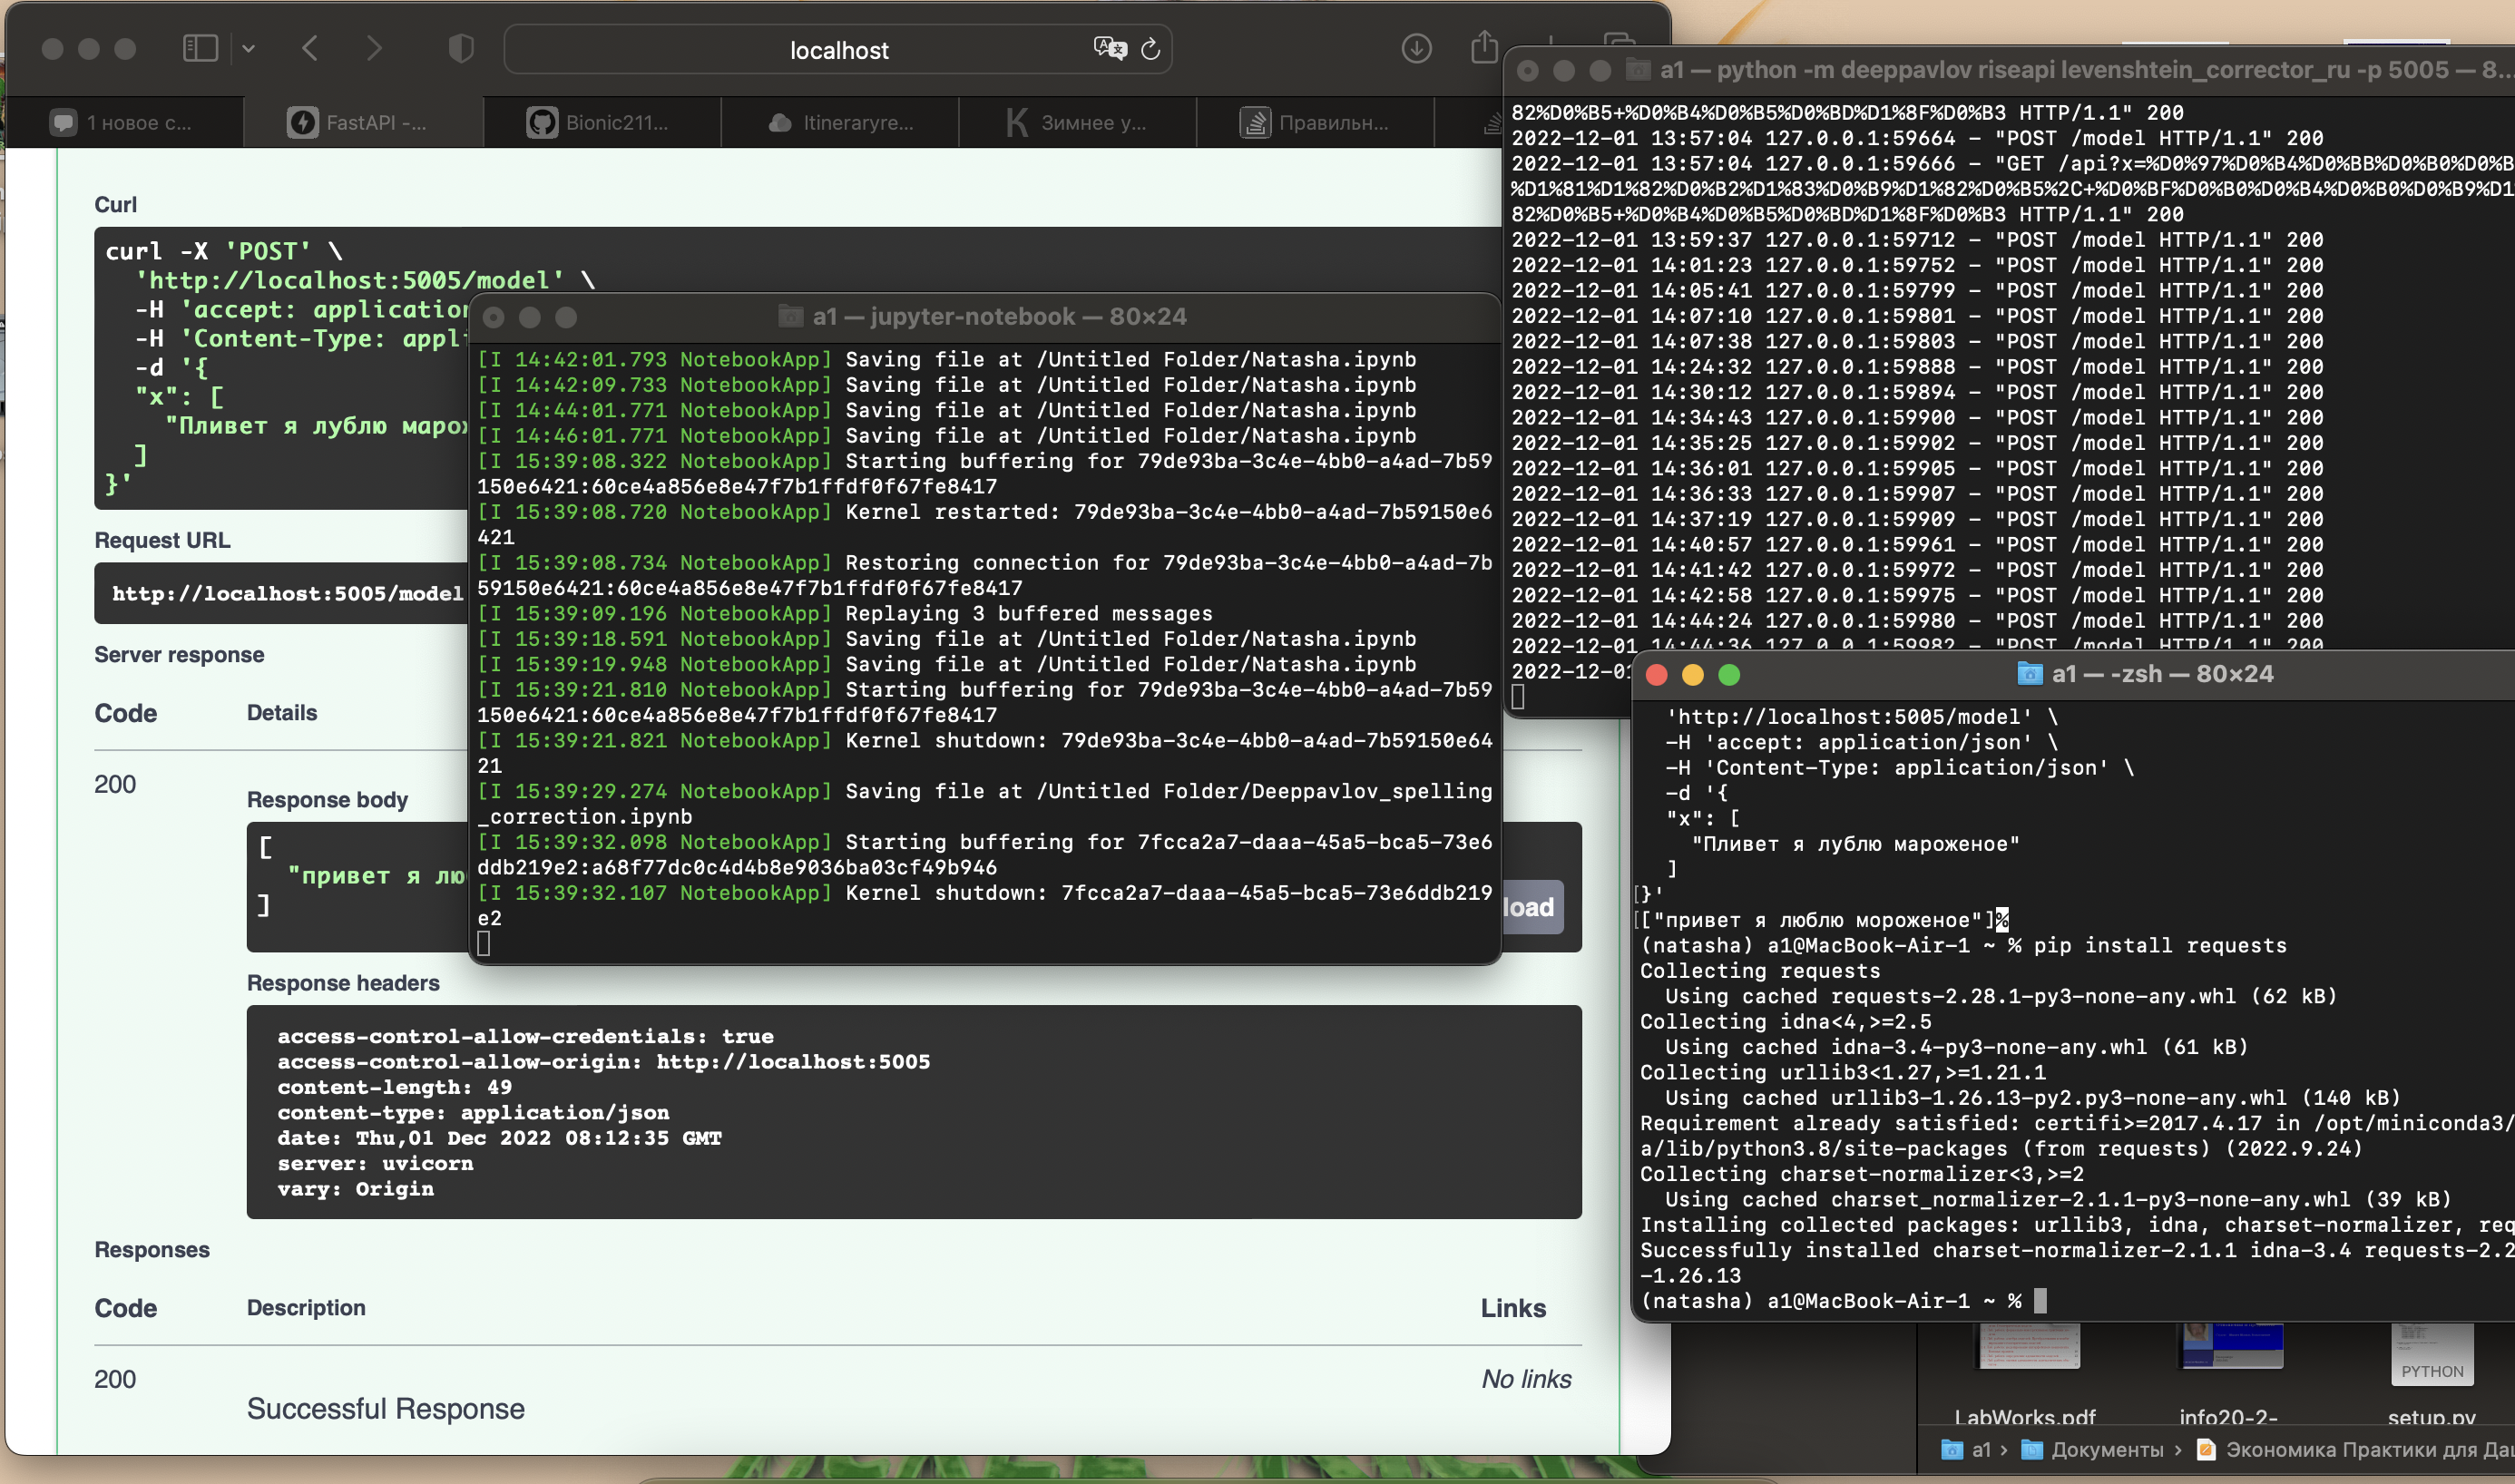 localhost
1 новое с...
FastAPI -...
Bionic211...
Itineraryre...
Зимнее у...
Правильн...
Curl
curl -X 'POST' \
'http://localhost:5005/model' \
-H 'accept: application
-H 'Content-Type: appli
-d '{
"x": [
"Пливет я лублю марож
]
}'
Request URL
http://localhost:5005/model
Server response
Code Details
200
Response body
[
"привет я лю
]
load
Response headers
access-control-allow-credentials: true
access-control-allow-origin: http://localhost:5005
content-length: 49
content-type: application/json
date: Thu,01 Dec 2022 08:12:35 GMT
server: uvicorn
vary: Origin
Responses
Code Description Links
200
Successful Response
No links
a1 — jupyter-notebook — 80×24
[I 14:42:01.793 NotebookApp] Saving file at /Untitled Folder/Natasha.ipynb
[I 14:42:09.733 NotebookApp] Saving file at /Untitled Folder/Natasha.ipynb
[I 14:44:01.771 NotebookApp] Saving file at /Untitled Folder/Natasha.ipynb
[I 14:46:01.771 NotebookApp] Saving file at /Untitled Folder/Natasha.ipynb
[I 15:39:08.322 NotebookApp] Starting buffering for 79de93ba-3c4e-4bb0-a4ad-7b59
150e6421:60ce4a856e8e47f7b1ffdf0f67fe8417
[I 15:39:08.720 NotebookApp] Kernel restarted: 79de93ba-3c4e-4bb0-a4ad-7b59150e6
421
[I 15:39:08.734 NotebookApp] Restoring connection for 79de93ba-3c4e-4bb0-a4ad-7b
59150e6421:60ce4a856e8e47f7b1ffdf0f67fe8417
[I 15:39:09.196 NotebookApp] Replaying 3 buffered messages
[I 15:39:18.591 NotebookApp] Saving file at /Untitled Folder/Natasha.ipynb
[I 15:39:19.948 NotebookApp] Saving file at /Untitled Folder/Natasha.ipynb
[I 15:39:21.810 NotebookApp] Starting buffering for 79de93ba-3c4e-4bb0-a4ad-7b59
150e6421:60ce4a856e8e47f7b1ffdf0f67fe8417
[I 15:39:21.821 NotebookApp] Kernel shutdown: 79de93ba-3c4e-4bb0-a4ad-7b59150e64
21
[I 15:39:29.274 NotebookApp] Saving file at /Untitled Folder/Deeppavlov_spelling
_correction.ipynb
[I 15:39:32.098 NotebookApp] Starting buffering for 7fcca2a7-daaa-45a5-bca5-73e6
ddb219e2:a68f77dc0c4d4b8e9036ba03cf49b946
[I 15:39:32.107 NotebookApp] Kernel shutdown: 7fcca2a7-daaa-45a5-bca5-73e6ddb219
e2
a1 — python -m deeppavlov riseapi levenshtein_corrector_ru -p 5005 — 8...
82%D0%B5+%D0%B4%D0%B5%D0%BD%D1%8F%D0%B3 HTTP/1.1" 200
2022-12-01 13:57:04 127.0.0.1:59664 - "POST /model HTTP/1.1" 200
2022-12-01 13:57:04 127.0.0.1:59666 - "GET /api?x=%D0%97%D0%B4%D0%BB%D0%B0%D0%B
%D1%81%D1%82%D0%B2%D1%83%D0%B9%D1%82%D0%B5%2C+%D0%BF%D0%B0%D0%B4%D0%B0%D0%B9%D1
82%D0%B5+%D0%B4%D0%B5%D0%BD%D1%8F%D0%B3 HTTP/1.1" 200
2022-12-01 13:59:37 127.0.0.1:59712 - "POST /model HTTP/1.1" 200
2022-12-01 14:01:23 127.0.0.1:59752 - "POST /model HTTP/1.1" 200
2022-12-01 14:05:41 127.0.0.1:59799 - "POST /model HTTP/1.1" 200
2022-12-01 14:07:10 127.0.0.1:59801 - "POST /model HTTP/1.1" 200
2022-12-01 14:07:38 127.0.0.1:59803 - "POST /model HTTP/1.1" 200
2022-12-01 14:24:32 127.0.0.1:59888 - "POST /model HTTP/1.1" 200
2022-12-01 14:30:12 127.0.0.1:59894 - "POST /model HTTP/1.1" 200
2022-12-01 14:34:43 127.0.0.1:59900 - "POST /model HTTP/1.1" 200
2022-12-01 14:35:25 127.0.0.1:59902 - "POST /model HTTP/1.1" 200
2022-12-01 14:36:01 127.0.0.1:59905 - "POST /model HTTP/1.1" 200
2022-12-01 14:36:33 127.0.0.1:59907 - "POST /model HTTP/1.1" 200
2022-12-01 14:37:19 127.0.0.1:59909 - "POST /model HTTP/1.1" 200
2022-12-01 14:40:57 127.0.0.1:59961 - "POST /model HTTP/1.1" 200
2022-12-01 14:41:42 127.0.0.1:59972 - "POST /model HTTP/1.1" 200
2022-12-01 14:42:58 127.0.0.1:59975 - "POST /model HTTP/1.1" 200
2022-12-01 14:44:24 127.0.0.1:59980 - "POST /model HTTP/1.1" 200
2022-12-01 14:44:36 127.0.0.1:59982 - "POST /model HTTP/1.1" 200
2022-12-01
a1 — -zsh — 80×24
'http://localhost:5005/model' \
-H 'accept: application/json' \
-H 'Content-Type: application/json' \
-d '{
"x": [
"Пливет я лублю мароженое"
]
[}'
[["привет я люблю мороженое"]%
(natasha) a1@MacBook-Air-1 ~ % pip install requests
Collecting requests
Using cached requests-2.28.1-py3-none-any.whl (62 kB)
Collecting idna<4,>=2.5
Using cached idna-3.4-py3-none-any.whl (61 kB)
Collecting urllib3<1.27,>=1.21.1
Using cached urllib3-1.26.13-py2.py3-none-any.whl (140 kB)
Requirement already satisfied: certifi>=2017.4.17 in /opt/miniconda3/
a/lib/python3.8/site-packages (from requests) (2022.9.24)
Collecting charset-normalizer<3,>=2
Using cached charset_normalizer-2.1.1-py3-none-any.whl (39 kB)
Installing collected packages: urllib3, idna, charset-normalizer, req
Successfully installed charset-normalizer-2.1.1 idna-3.4 requests-2.2
-1.26.13
(natasha) a1@MacBook-Air-1 ~ %
PYTHON
LabWorks.pdf info20-2- setup.py
a1 › Документы › Экономика Практики для Да